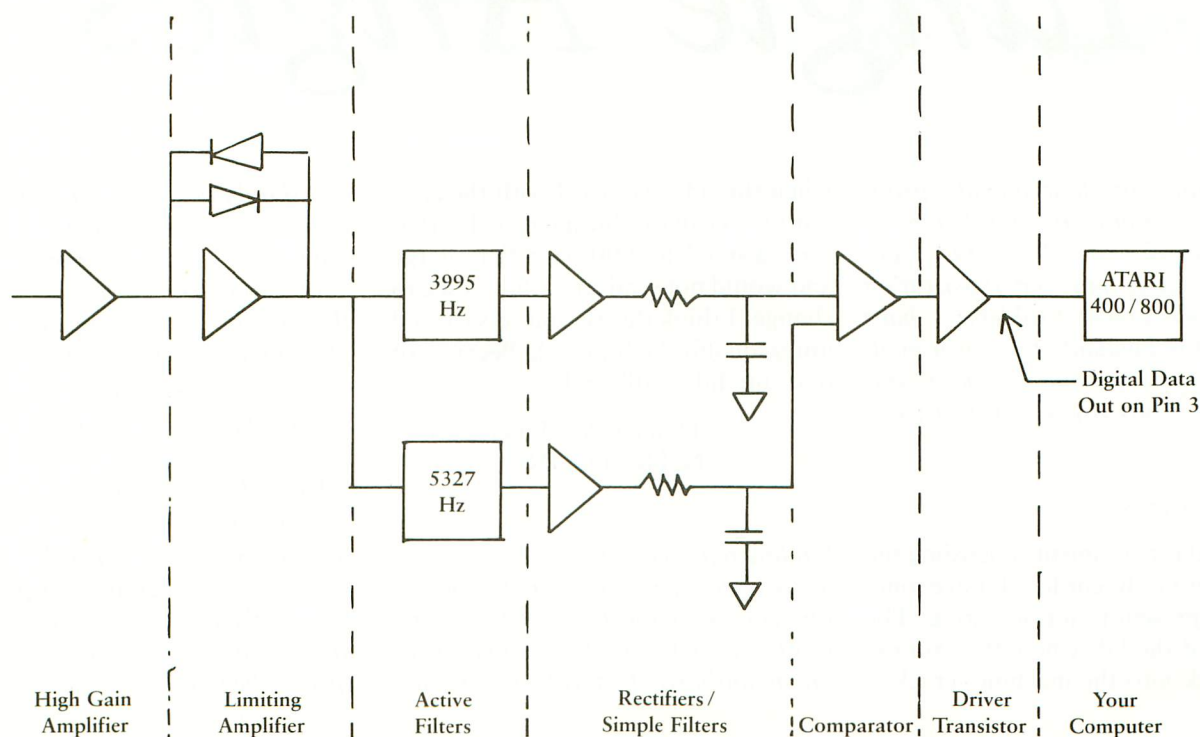 3995
Hz
ATARI
400/800
Digital Data
Out on Pin 3
5327
Hz
High Gain
Amplifier
Limiting
Amplifier
Active
Filters
Rectifiers/
Simple Filters
Comparator
Driver
Transistor
Your
Computer